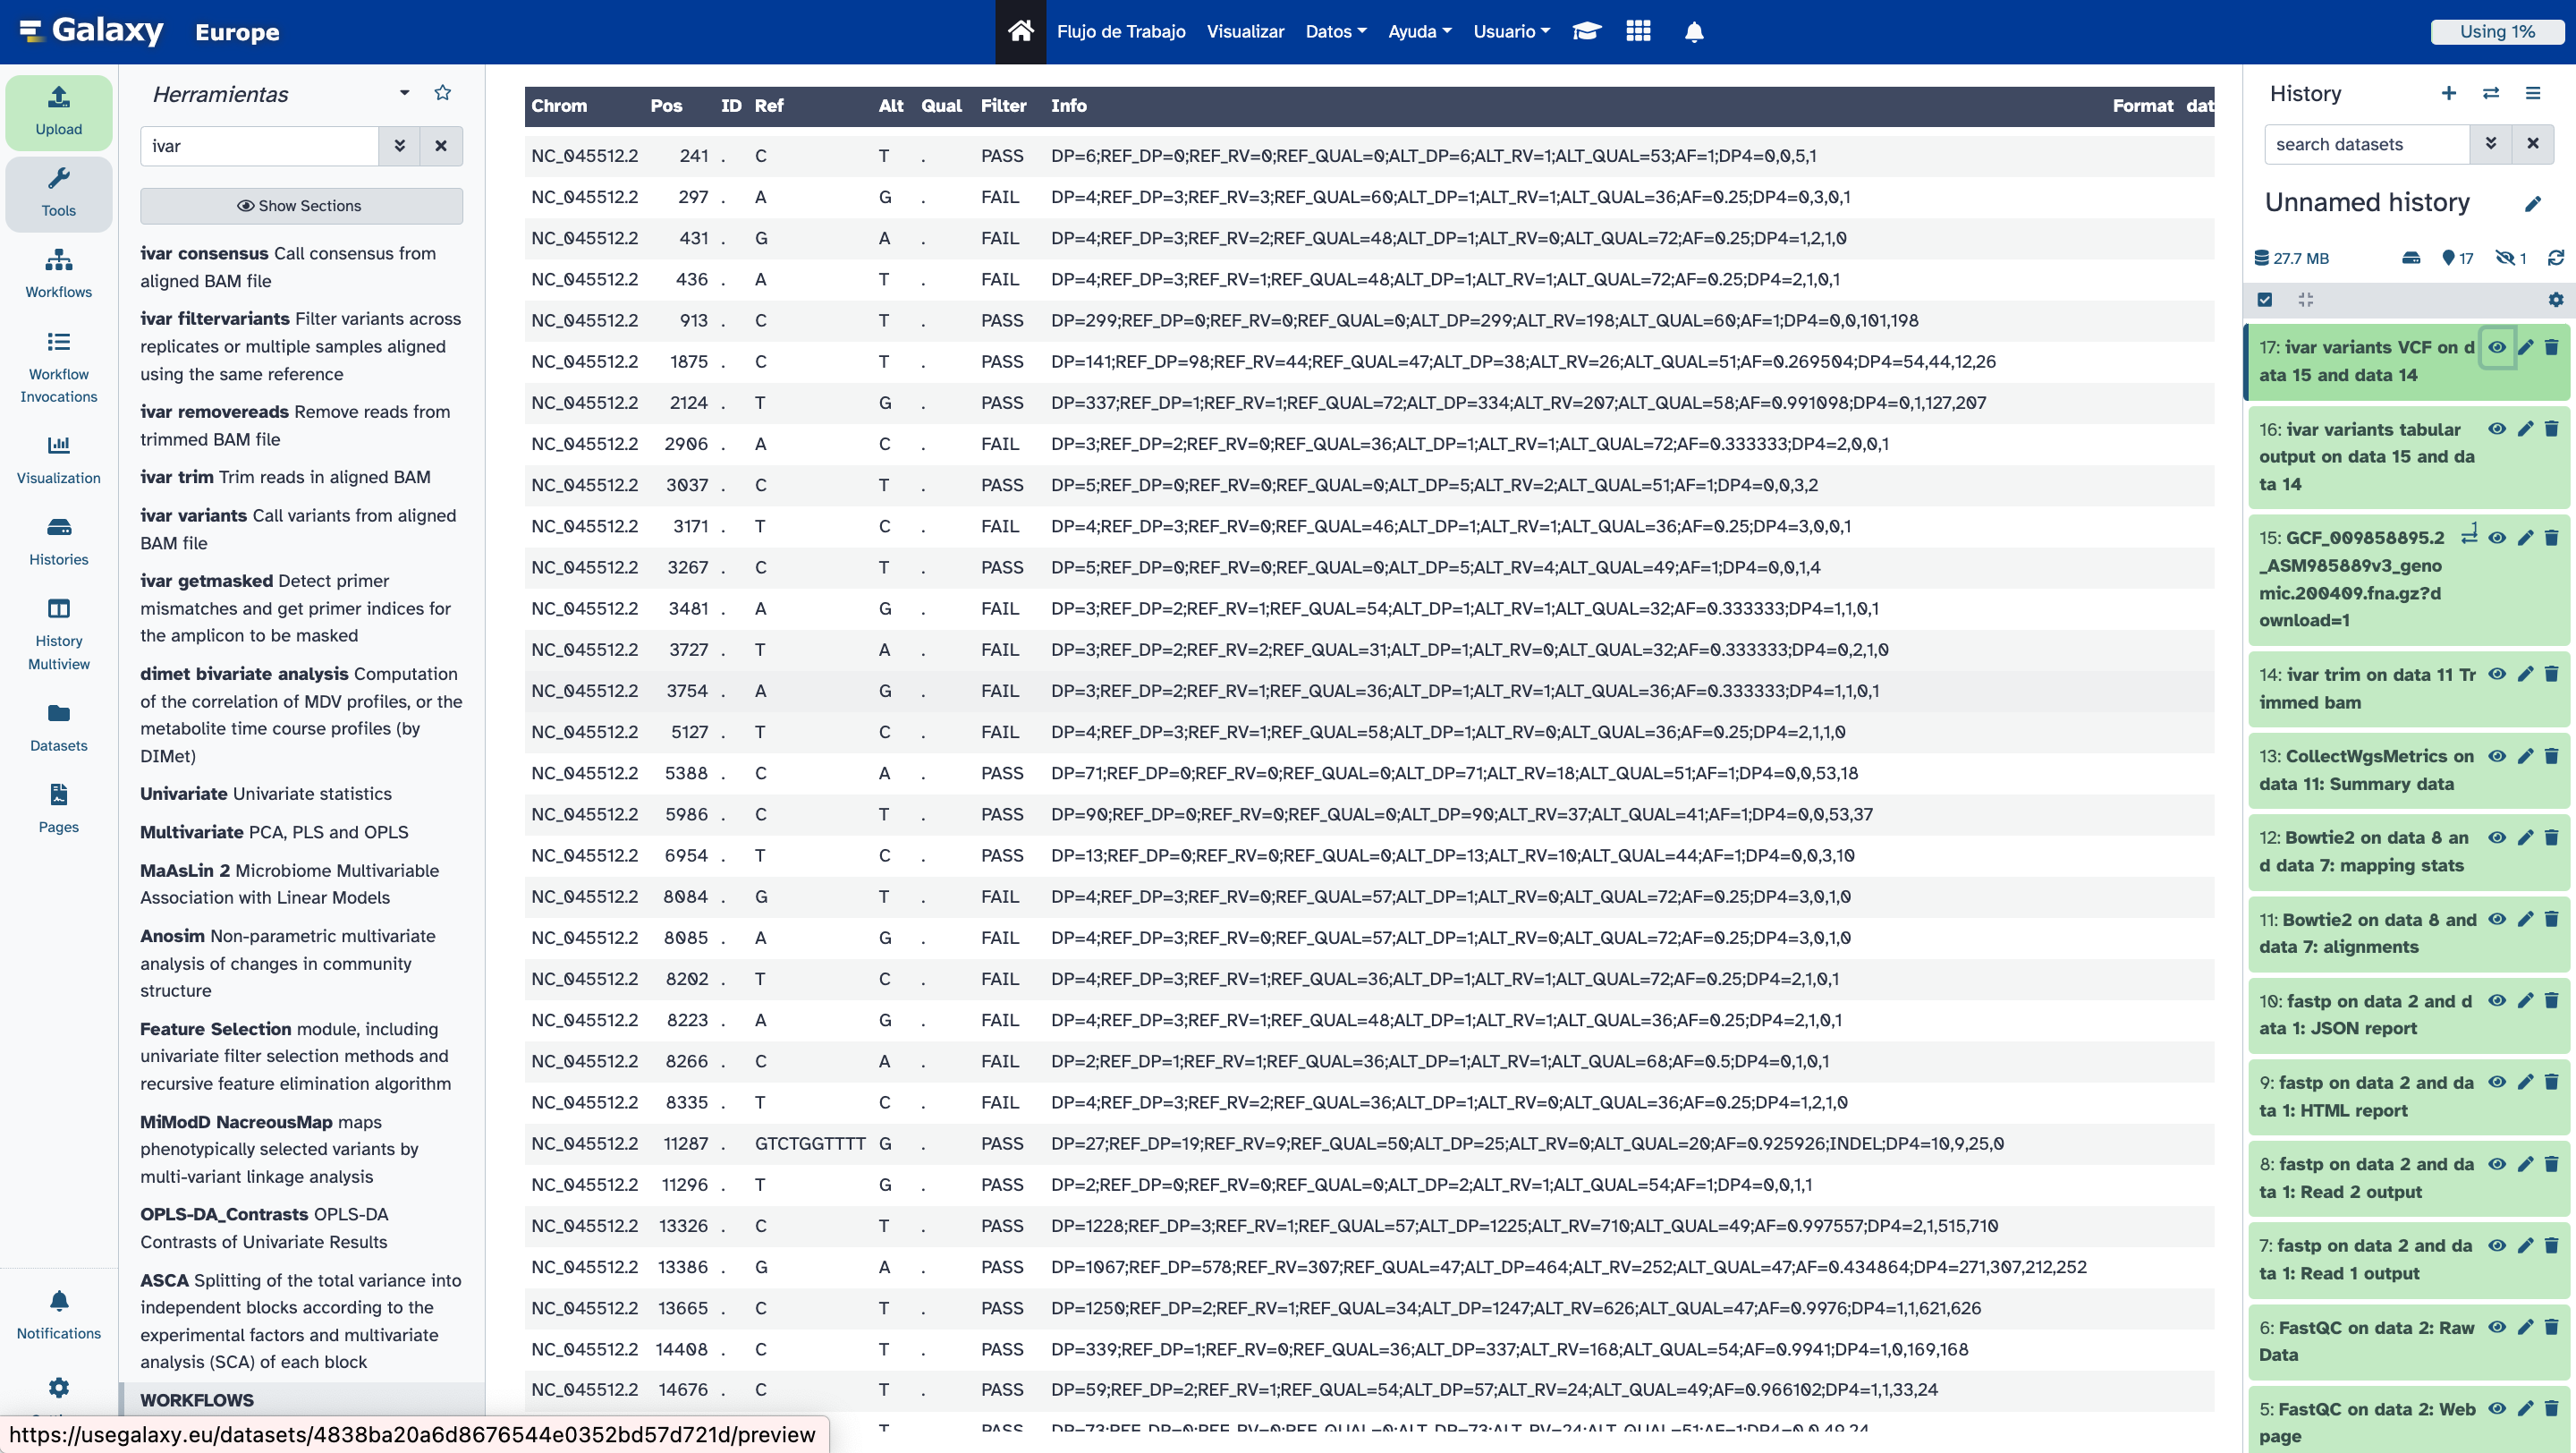 Galaxy Europe
Flujo de Trabajo Visualizar Datos Ayuda Usuario
Using 1%
Upload
Tools
Workflows
Workflow
Invocations
Visualization
Histories
History
Multiview
Datasets
Pages
Notifications
Herramientas
ivar
Show Sections
ivar consensus Call consensus from
aligned BAM file
ivar filtervariants Filter variants across
replicates or multiple samples aligned
using the same reference
ivar removereads Remove reads from
trimmed BAM file
ivar trim Trim reads in aligned BAM
ivar variants Call variants from aligned
BAM file
ivar getmasked Detect primer
mismatches and get primer indices for
the amplicon to be masked
dimet bivariate analysis Computation
of the correlation of MDV profiles, or the
metabolite time course profiles (by
DIMet)
Univariate Univariate statistics
Multivariate PCA, PLS and OPLS
MaAsLin 2 Microbiome Multivariable
Association with Linear Models
Anosim Non-parametric multivariate
analysis of changes in community
structure
Feature Selection module, including
univariate filter selection methods and
recursive feature elimination algorithm
MiModD NacreousMap maps
phenotypically selected variants by
multi-variant linkage analysis
OPLS-DA_Contrasts OPLS-DA
Contrasts of Univariate Results
ASCA Splitting of the total variance into
independent blocks according to the
experimental factors and multivariate
analysis (SCA) of each block
WORKFLOWS
https://usegalaxy.eu/datasets/4838ba20a6d8676544e0352bd57d721d/preview
Chrom Pos ID Ref Alt Qual Filter Info Format dat
NC_045512.2 241 . C T . PASS DP=6;REF_DP=0;REF_RV=0;REF_QUAL=0;ALT_DP=6;ALT_RV=1;ALT_QUAL=53;AF=1;DP4=0,0,5,1
NC_045512.2 297 . A G . FAIL DP=4;REF_DP=3;REF_RV=3;REF_QUAL=60;ALT_DP=1;ALT_RV=1;ALT_QUAL=36;AF=0.25;DP4=0,3,0,1
NC_045512.2 431 . G A . FAIL DP=4;REF_DP=3;REF_RV=2;REF_QUAL=48;ALT_DP=1;ALT_RV=0;ALT_QUAL=72;AF=0.25;DP4=1,2,1,0
NC_045512.2 436 . A T . FAIL DP=4;REF_DP=3;REF_RV=1;REF_QUAL=48;ALT_DP=1;ALT_RV=1;ALT_QUAL=72;AF=0.25;DP4=2,1,0,1
NC_045512.2 913 . C T . PASS DP=299;REF_DP=0;REF_RV=0;REF_QUAL=0;ALT_DP=299;ALT_RV=198;ALT_QUAL=60;AF=1;DP4=0,0,101,198
NC_045512.2 1875 . C T . PASS DP=141;REF_DP=98;REF_RV=44;REF_QUAL=47;ALT_DP=38;ALT_RV=26;ALT_QUAL=51;AF=0.269504;DP4=54,44,12,26
NC_045512.2 2124 . T G . PASS DP=337;REF_DP=1;REF_RV=1;REF_QUAL=72;ALT_DP=334;ALT_RV=207;ALT_QUAL=58;AF=0.991098;DP4=0,1,127,207
NC_045512.2 2906 . A C . FAIL DP=3;REF_DP=2;REF_RV=0;REF_QUAL=36;ALT_DP=1;ALT_RV=1;ALT_QUAL=72;AF=0.333333;DP4=2,0,0,1
NC_045512.2 3037 . C T . PASS DP=5;REF_DP=0;REF_RV=0;REF_QUAL=0;ALT_DP=5;ALT_RV=2;ALT_QUAL=51;AF=1;DP4=0,0,3,2
NC_045512.2 3171 . T C . FAIL DP=4;REF_DP=3;REF_RV=0;REF_QUAL=46;ALT_DP=1;ALT_RV=1;ALT_QUAL=36;AF=0.25;DP4=3,0,0,1
NC_045512.2 3267 . C T . PASS DP=5;REF_DP=0;REF_RV=0;REF_QUAL=0;ALT_DP=5;ALT_RV=4;ALT_QUAL=49;AF=1;DP4=0,0,1,4
NC_045512.2 3481 . A G . FAIL DP=3;REF_DP=2;REF_RV=1;REF_QUAL=54;ALT_DP=1;ALT_RV=1;ALT_QUAL=32;AF=0.333333;DP4=1,1,0,1
NC_045512.2 3727 . T A . FAIL DP=3;REF_DP=2;REF_RV=2;REF_QUAL=31;ALT_DP=1;ALT_RV=0;ALT_QUAL=32;AF=0.333333;DP4=0,2,1,0
NC_045512.2 3754 . A G . FAIL DP=3;REF_DP=2;REF_RV=1;REF_QUAL=36;ALT_DP=1;ALT_RV=1;ALT_QUAL=36;AF=0.333333;DP4=1,1,0,1
NC_045512.2 5127 . T C . FAIL DP=4;REF_DP=3;REF_RV=1;REF_QUAL=58;ALT_DP=1;ALT_RV=0;ALT_QUAL=36;AF=0.25;DP4=2,1,1,0
NC_045512.2 5388 . C A . PASS DP=71;REF_DP=0;REF_RV=0;REF_QUAL=0;ALT_DP=71;ALT_RV=18;ALT_QUAL=51;AF=1;DP4=0,0,53,18
NC_045512.2 5986 . C T . PASS DP=90;REF_DP=0;REF_RV=0;REF_QUAL=0;ALT_DP=90;ALT_RV=37;ALT_QUAL=41;AF=1;DP4=0,0,53,37
NC_045512.2 6954 . T C . PASS DP=13;REF_DP=0;REF_RV=0;REF_QUAL=0;ALT_DP=13;ALT_RV=10;ALT_QUAL=44;AF=1;DP4=0,0,3,10
NC_045512.2 8084 . G T . FAIL DP=4;REF_DP=3;REF_RV=0;REF_QUAL=57;ALT_DP=1;ALT_RV=0;ALT_QUAL=72;AF=0.25;DP4=3,0,1,0
NC_045512.2 8085 . A G . FAIL DP=4;REF_DP=3;REF_RV=0;REF_QUAL=57;ALT_DP=1;ALT_RV=0;ALT_QUAL=72;AF=0.25;DP4=3,0,1,0
NC_045512.2 8202 . T C . FAIL DP=4;REF_DP=3;REF_RV=1;REF_QUAL=36;ALT_DP=1;ALT_RV=1;ALT_QUAL=72;AF=0.25;DP4=2,1,0,1
NC_045512.2 8223 . A G . FAIL DP=4;REF_DP=3;REF_RV=1;REF_QUAL=48;ALT_DP=1;ALT_RV=1;ALT_QUAL=36;AF=0.25;DP4=2,1,0,1
NC_045512.2 8266 . C A . FAIL DP=2;REF_DP=1;REF_RV=1;REF_QUAL=36;ALT_DP=1;ALT_RV=1;ALT_QUAL=68;AF=0.5;DP4=0,1,0,1
NC_045512.2 8335 . T C . FAIL DP=4;REF_DP=3;REF_RV=2;REF_QUAL=36;ALT_DP=1;ALT_RV=0;ALT_QUAL=36;AF=0.25;DP4=1,2,1,0
NC_045512.2 11287 . GTCTGGTTTT G . PASS DP=27;REF_DP=19;REF_RV=9;REF_QUAL=50;ALT_DP=25;ALT_RV=0;ALT_QUAL=20;AF=0.925926;INDEL;DP4=10,9,25,0
NC_045512.2 11296 . T G . PASS DP=2;REF_DP=0;REF_RV=0;REF_QUAL=0;ALT_DP=2;ALT_RV=1;ALT_QUAL=54;AF=1;DP4=0,0,1,1
NC_045512.2 13326 . C T . PASS DP=1228;REF_DP=3;REF_RV=1;REF_QUAL=57;ALT_DP=1225;ALT_RV=710;ALT_QUAL=49;AF=0.997557;DP4=2,1,515,710
NC_045512.2 13386 . G A . PASS DP=1067;REF_DP=578;REF_RV=307;REF_QUAL=47;ALT_DP=464;ALT_RV=252;ALT_QUAL=47;AF=0.434864;DP4=271,307,212,252
NC_045512.2 13665 . C T . PASS DP=1250;REF_DP=2;REF_RV=1;REF_QUAL=34;ALT_DP=1247;ALT_RV=626;ALT_QUAL=47;AF=0.9976;DP4=1,1,621,626
NC_045512.2 14408 . C T . PASS DP=339;REF_DP=1;REF_RV=0;REF_QUAL=36;ALT_DP=337;ALT_RV=168;ALT_QUAL=54;AF=0.9941;DP4=1,0,169,168
NC_045512.2 14676 . C T . PASS DP=59;REF_DP=2;REF_RV=1;REF_QUAL=54;ALT_DP=57;ALT_RV=24;ALT_QUAL=49;AF=0.966102;DP4=1,1,33,24
T . PASS DP=73;REF_DP=0;REF_RV=0;REF_QUAL=0;ALT_DP=73;ALT_RV=24;ALT_QUAL=51;AF=1;DP4=0,0,49,24
History
search datasets
Unnamed history
27.7 MB 17 1
17: ivar variants VCF on d
ata 15 and data 14
16: ivar variants tabular
output on data 15 and da
ta 14
15: GCF_009858895.2 1
_ASM985889v3_geno
mic.200409.fna.gz?d
ownload=1
14: ivar trim on data 11 Tr
immed bam
13: CollectWgsMetrics on
data 11: Summary data
12: Bowtie2 on data 8 an
d data 7: mapping stats
11: Bowtie2 on data 8 and
data 7: alignments
10: fastp on data 2 and d
ata 1: JSON report
9: fastp on data 2 and da
ta 1: HTML report
8: fastp on data 2 and da
ta 1: Read 2 output
7: fastp on data 2 and da
ta 1: Read 1 output
6: FastQC on data 2: Raw
Data
5: FastQC on data 2: Web
page